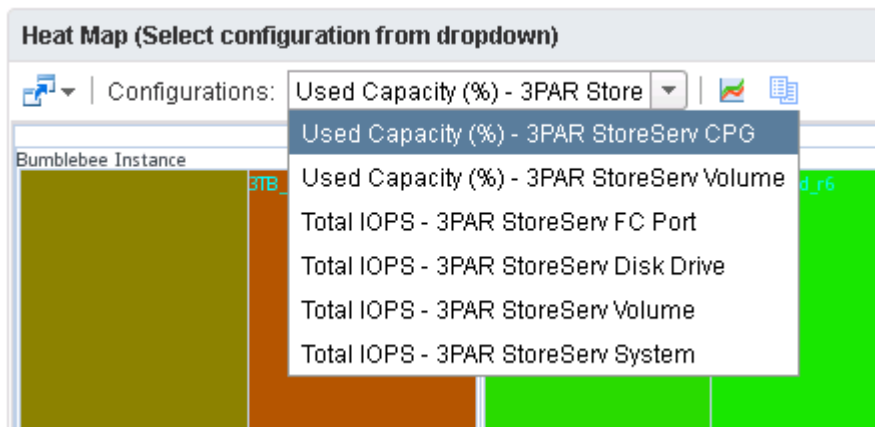 Heat Map (Select configuration from dropdown)
Configurations: Used Capacity (%) - 3PAR Store
Used Capacity (%) - 3PAR StoreServ CPG
Bumblebee Instance
Used Capacity (%) - 3PAR StoreServ Volume
3TB_
d_r6
Total IOPS - 3PAR StoreServ FC Port
Total IOPS - 3PAR StoreServ Disk Drive
Total IOPS - 3PAR StoreServ Volume
Total IOPS - 3PAR StoreServ System